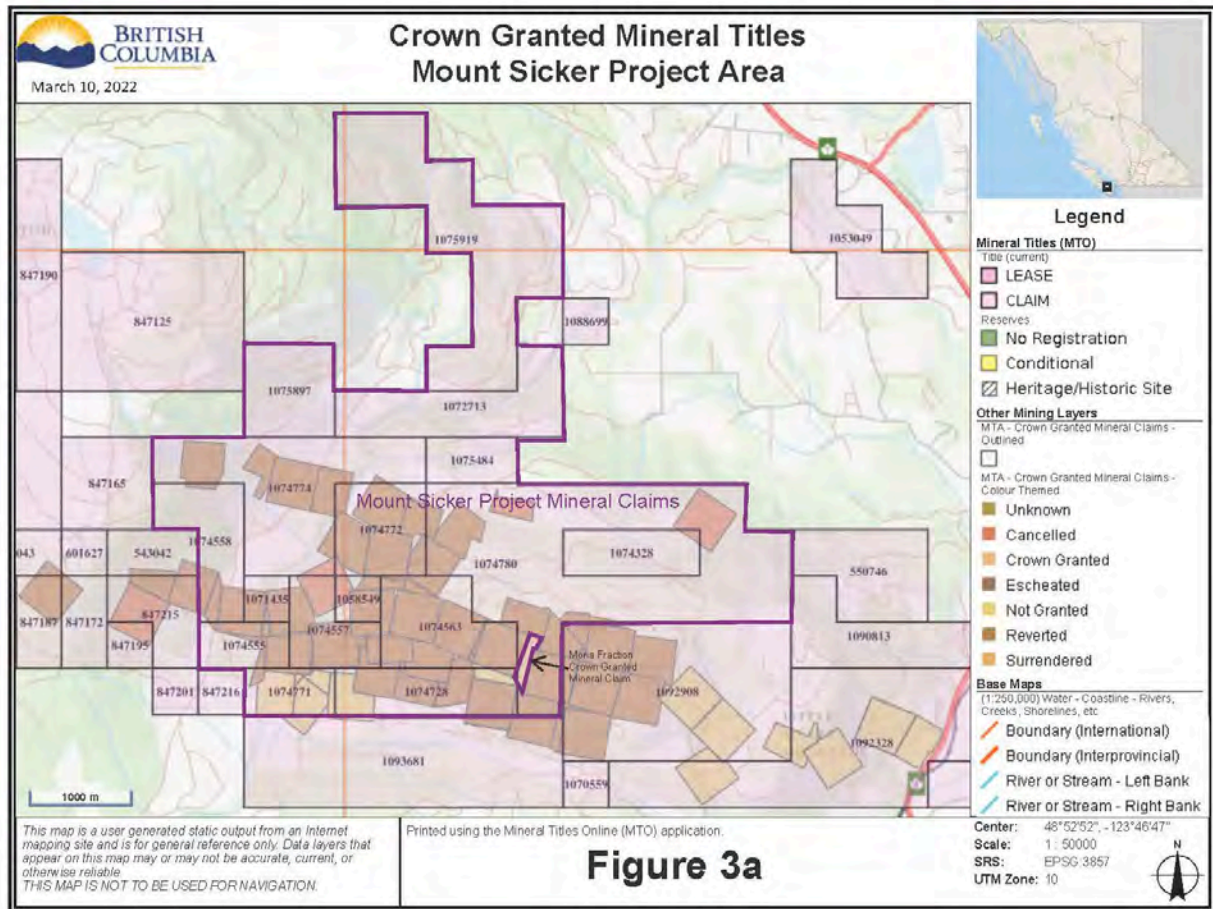 BRITISH
COLUMBIA
March 10, 2022
Crown Granted Mineral Titles
Mount Sicker Project Area
847190
847125
1075919
1053049
1088699
1075897
1072713
1075484
847165
1074774
Mount Sicker Project Mineral Claims
1074772
1074558
1074780
1074328
043
601627
543042
550746
847187
847172
847215
1071435
1058549
847195
1074555
1074557
1074563
1090813
Mona Fraction
Crown Granted
Mineral Claim
847201
847216
1074771
1074728
1092908
1092328
1093681
1070559
1000 m
Legend
Mineral Titles (MTO)
Title (current)
LEASE
CLAIM
Reserves
No Registration
Conditional
Heritage/Historic Site
Other Mining Layers
MTA - Crown Granted Mineral Claims -
Outlined
MTA - Crown Granted Mineral Claims -
Colour Themed
Unknown
Cancelled
Crown Granted
Escheated
Not Granted
Reverted
Surrendered
Base Maps
(1:250,000) Water - Coastline - Rivers,
Creeks, Shorelines, etc
Boundary (International)
Boundary (Interprovincial)
River or Stream - Left Bank
River or Stream - Right Bank
This map is a user generated static output from an Internet
mapping site and is for general reference only. Data layers that
appear on this map may or may not be accurate, current, or
otherwise reliable.
THIS MAP IS NOT TO BE USED FOR NAVIGATION.
Printed using the Mineral Titles Online (MTO) application.
Figure 3a
Center: 48°52'52", -123°46'47"
Scale: 1 : 50000
SRS: EPSG:3857
UTM Zone: 10
N